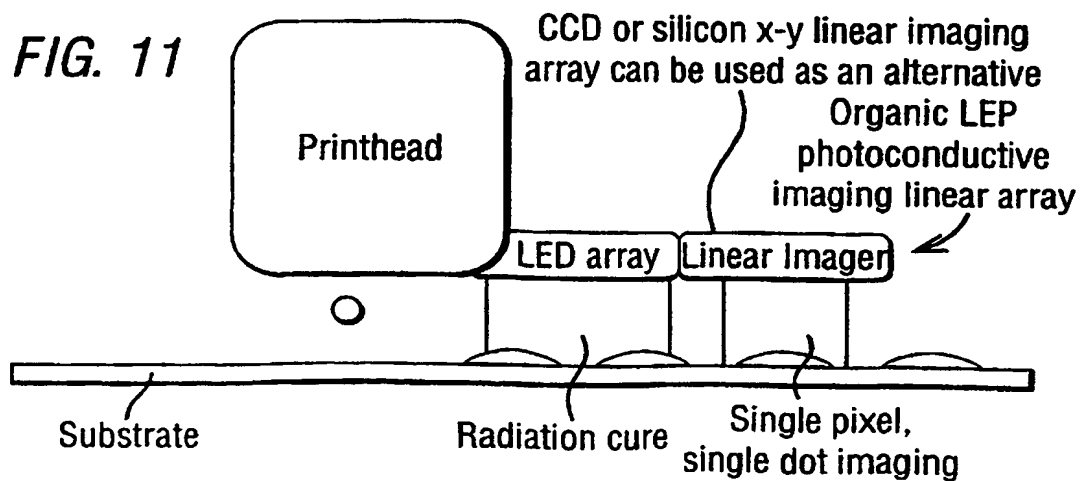 FIG. 11
CCD or silicon x-y linear imaging
array can be used as an alternative
Organic LEP
photoconductive
imaging linear array
Printhead
LED array
Linear Imager
Substrate
Radiation cure
Single pixel,
single dot imaging